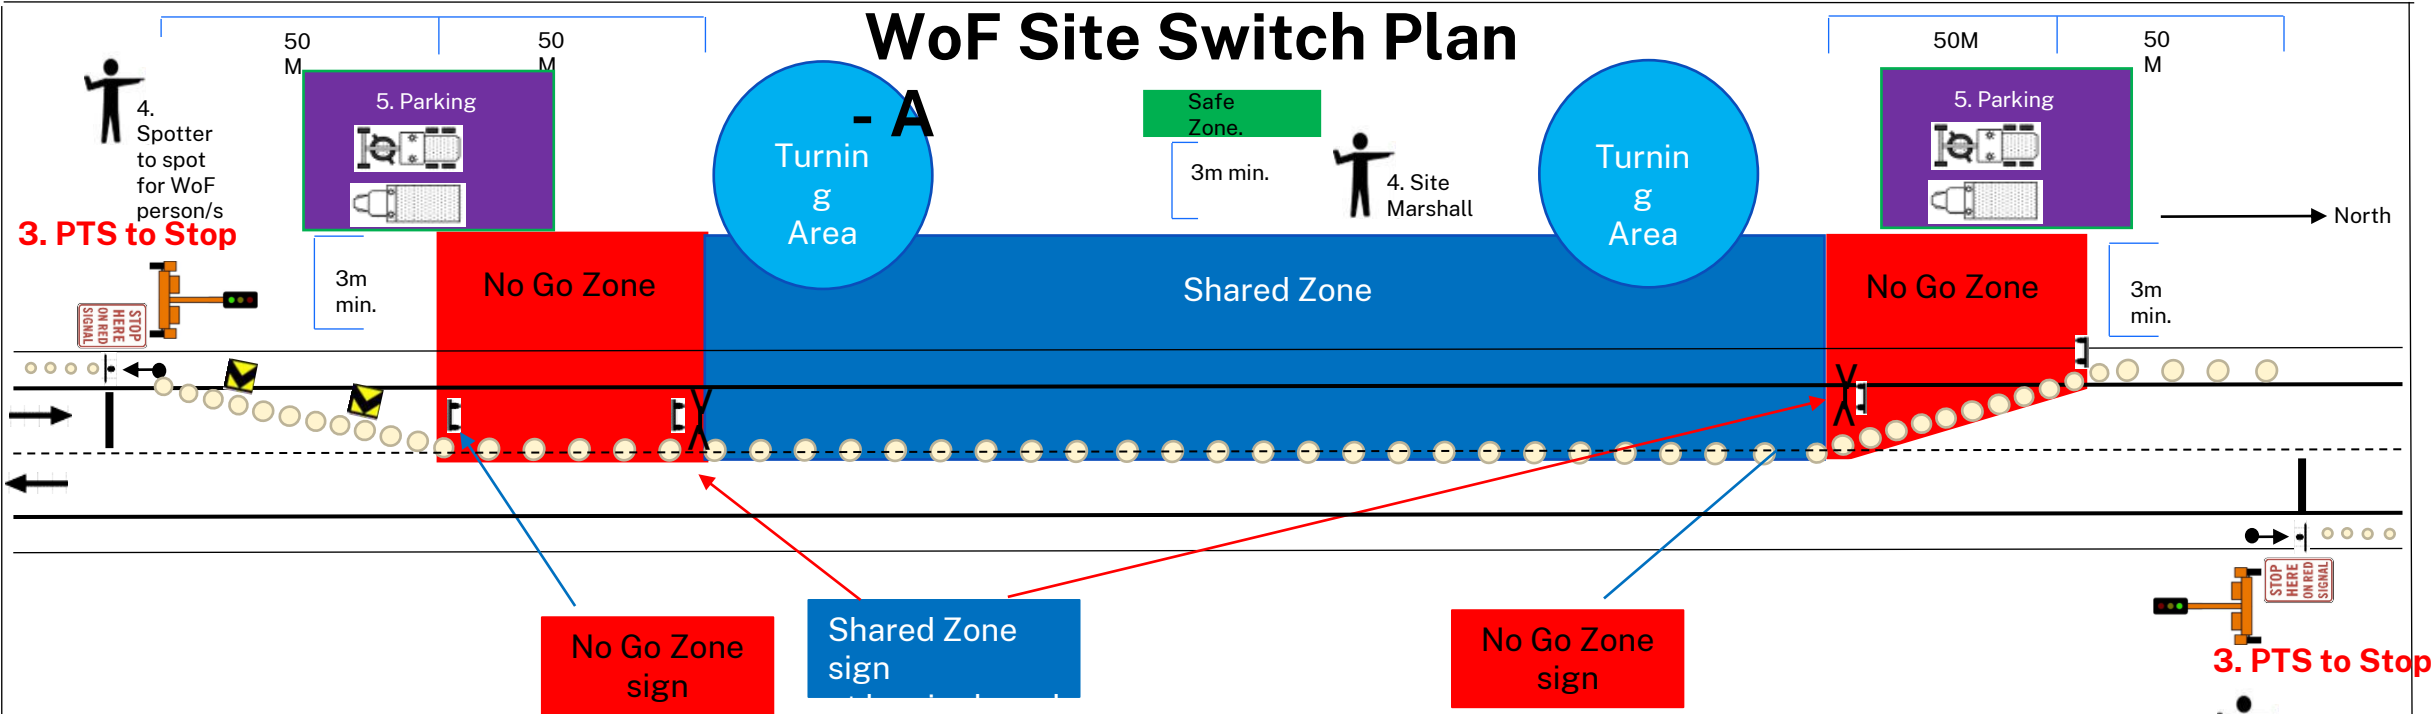 WoF Site Switch Plan
- A
50
M
50
M
50M
50
M
4.
Spotter
to spot
for WoF
person/s
5. Parking
Turnin
g
Area
Safe
Zone.
3m min.
4. Site
Marshall
Turnin
g
Area
5. Parking
North
3. PTS to Stop
3m
min.
No Go Zone
Shared Zone
No Go Zone
3m
min.
STOP
HERE
ON RED
SIGNAL
No Go Zone
sign
Shared Zone
sign
No Go Zone
sign
STOP
HERE
ON RED
SIGNAL
3. PTS to Stop